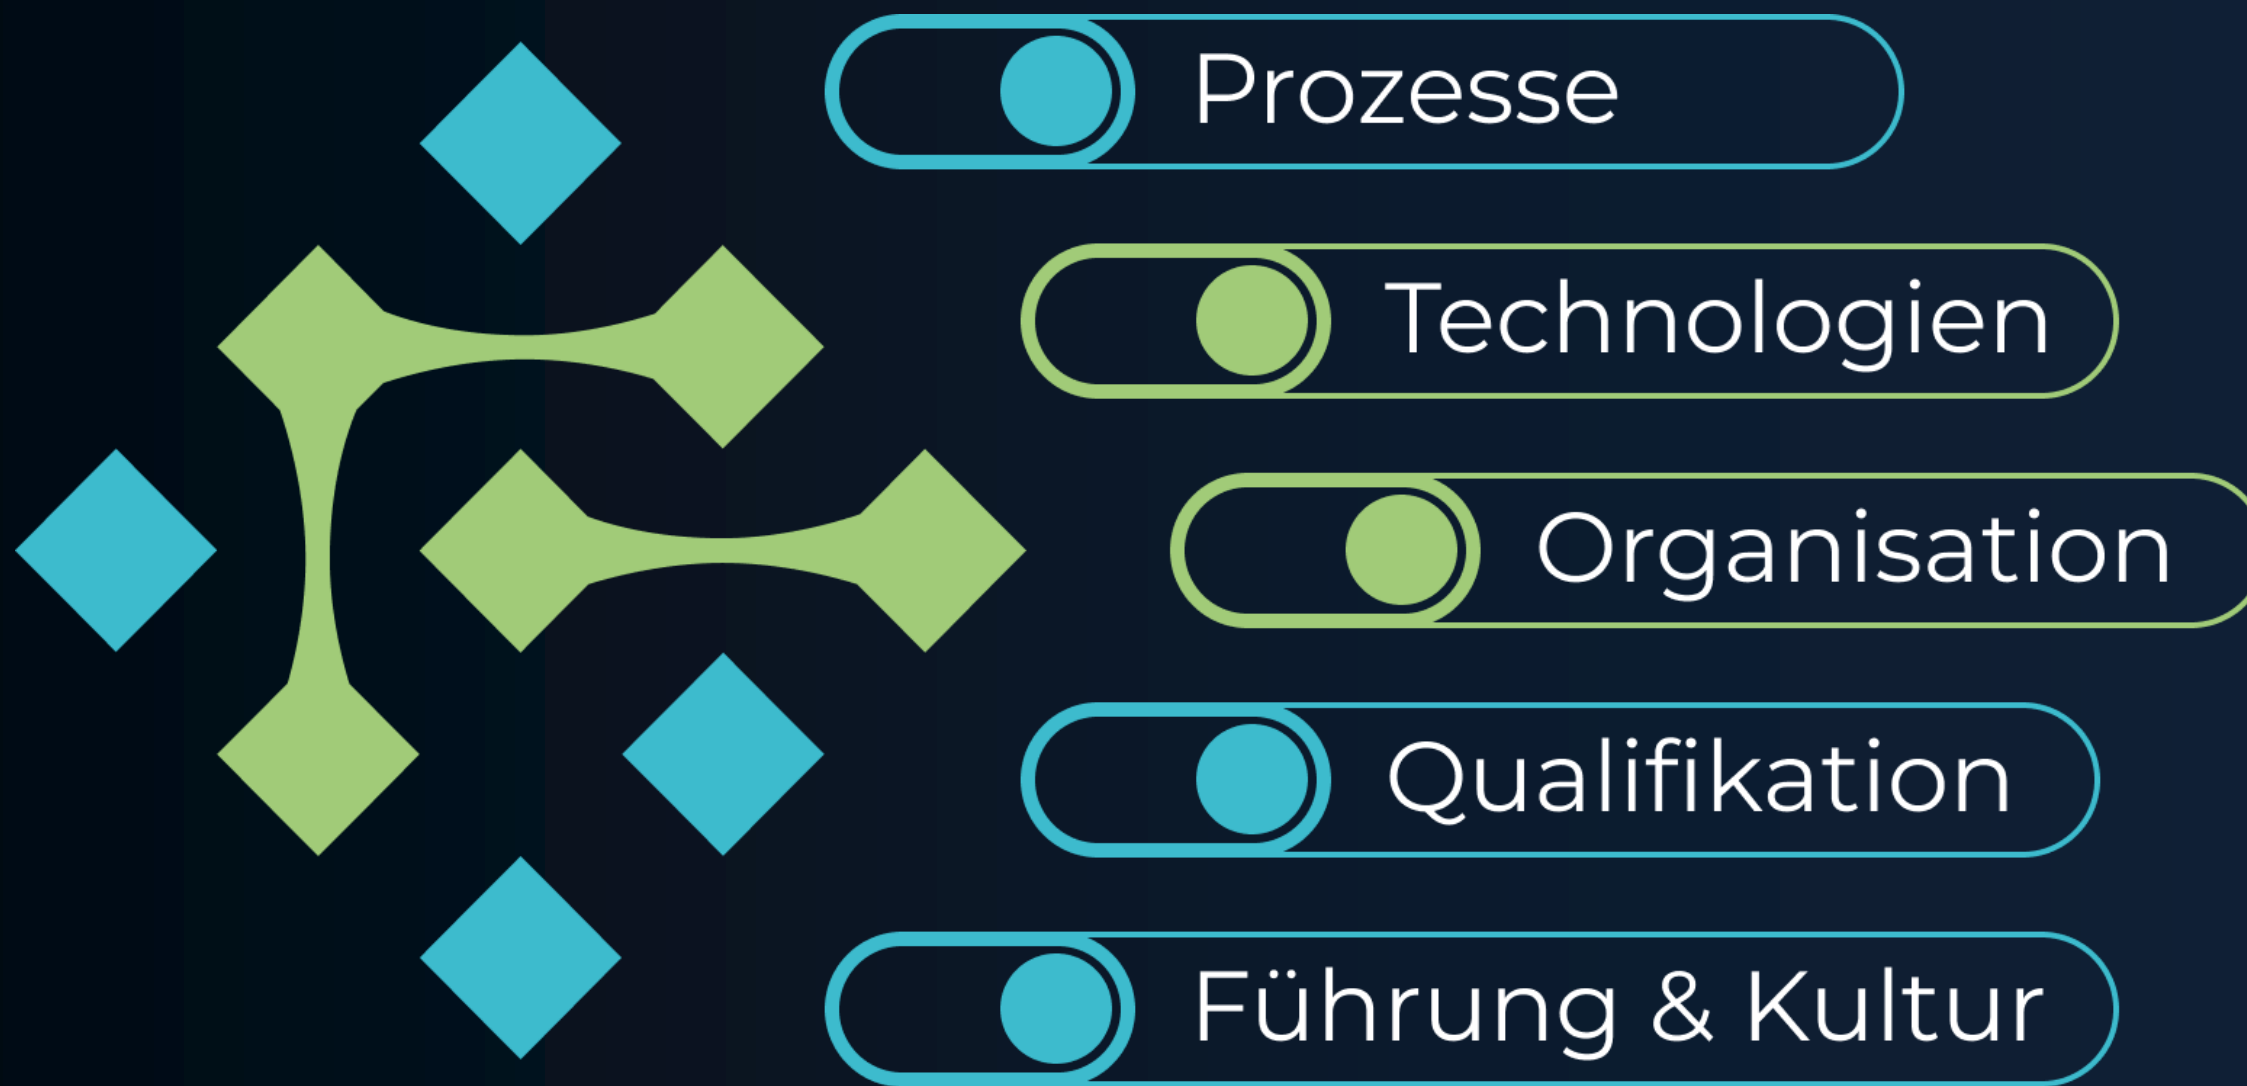 Prozesse
Technologien
Organisation
Qualifikation
Führung & Kultur